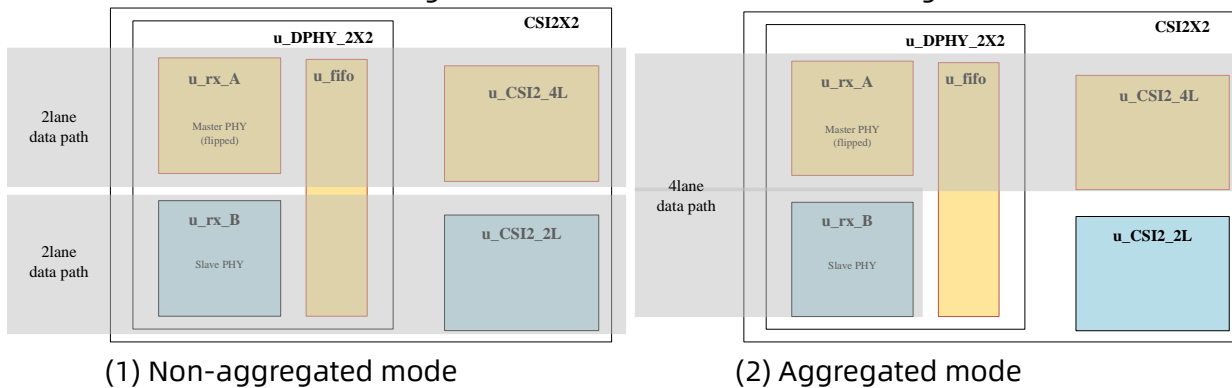 CSI2X2
u_DPHY_2X2
u_rx_A
u_fifo
u_CSI2_4L
Master PHY
(flipped)
2lane
data path
u_rx_B
u_CSI2_2L
Slave PHY
2lane
data path
(1) Non-aggregated mode
CSI2X2
u_DPHY_2X2
u_rx_A
u_fifo
u_CSI2_4L
Master PHY
(flipped)
4lane
data path
u_rx_B
u_CSI2_2L
Slave PHY
(2) Aggregated mode